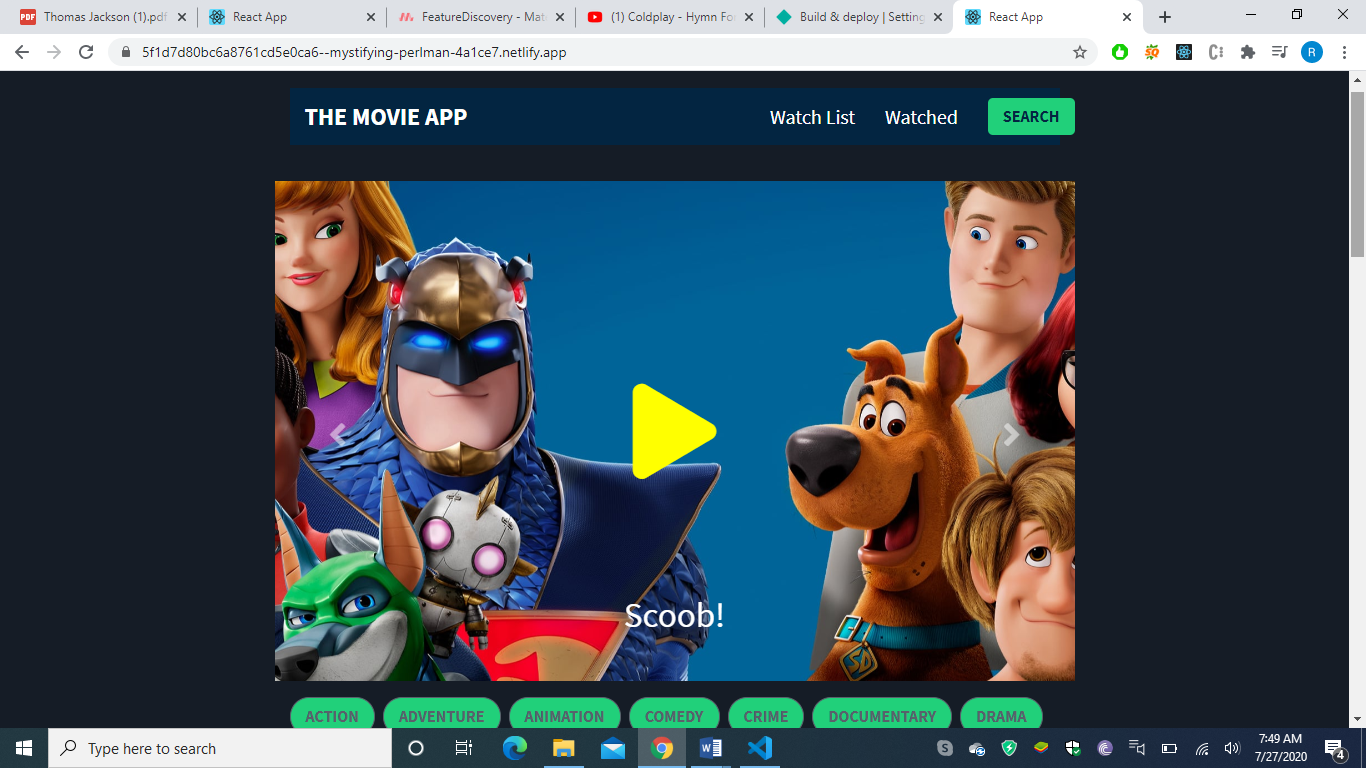 Thomas Jackson (1).pdf
React App
FeatureDiscovery - Mat
(1) Coldplay - Hymn Fo
Build & deploy | Setting
React App
5f1d7d80bc6a8761cd5e0ca6--mystifying-perlman-4a1ce7.netlify.app
R
THE MOVIE APP
Watch List
Watched
SEARCH
SD
Scoob!
ACTION
ADVENTURE
ANIMATION
COMEDY
CRIME
DOCUMENTARY
DRAMA
Type here to search
7:49 AM
7/27/2020
4